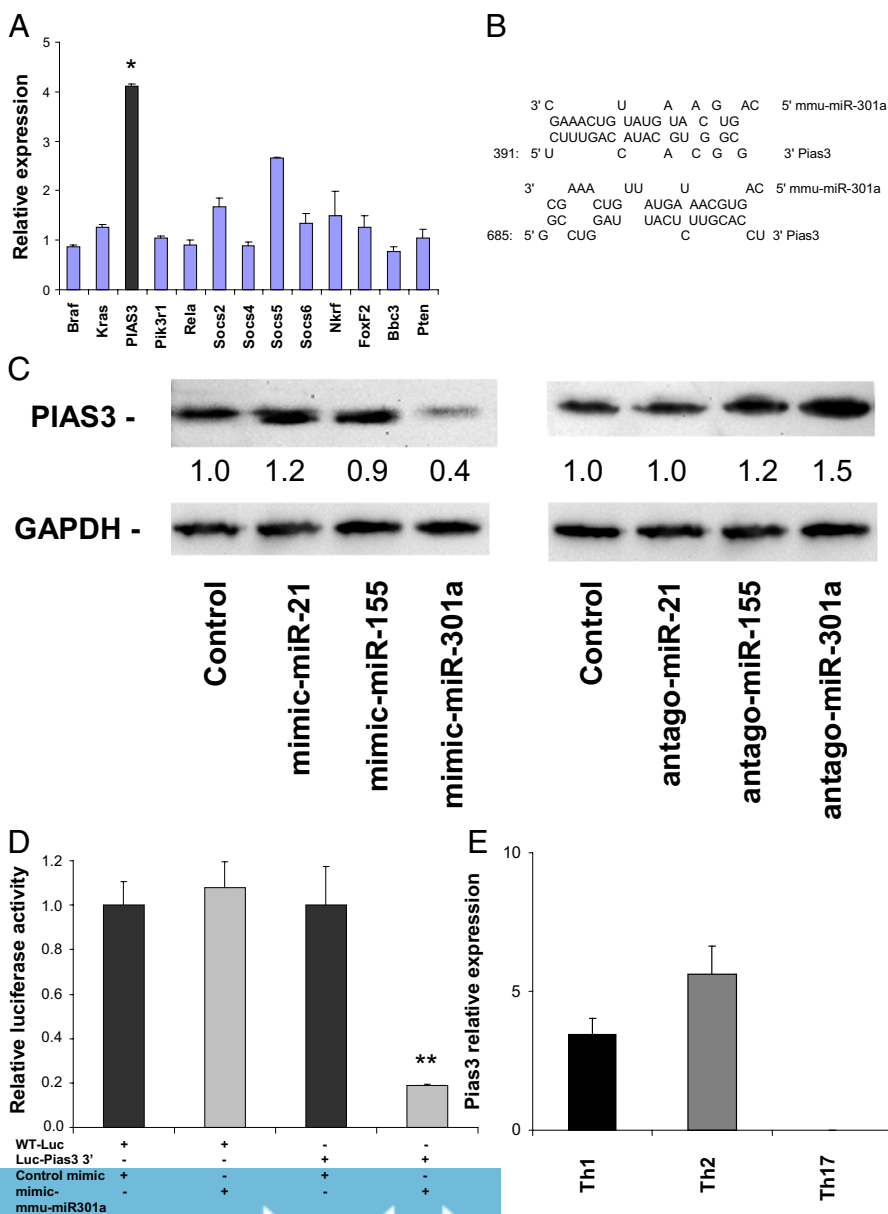 A
Relative expression
5
4
3
2
1
0
*
Braf
Kras
PIAS3
Pik3r1
Rela
Socs2
Socs4
Socs5
Socs6
Nkrf
FoxF2
Bbc3
Pten
B
3' C U A A G AC 5' mmu-miR-301a
GAAACUG UAUG UA C UG
CUUUGAC AUAC GU G GC
391: 5' U C A C G G 3' Pias3
3' AAA UU U AC 5' mmu-miR-301a
CG CUG AUGA AACGUG
GC GAU UACU UUGCAC
685: 5' G CUG C CU 3' Pias3
C
PIAS3 -
1.0 1.2 0.9 0.4 1.0 1.0 1.2 1.5
GAPDH -
Control
mimic-miR-21
mimic-miR-155
mimic-miR-301a
Control
antago-miR-21
antago-miR-155
antago-miR-301a
D
Relative luciferase activity
1.2
1.0
0.8
0.6
0.4
0.2
0.0
**
WT-Luc + + - -
Luc-Pias3 3' - - + +
Control mimic + - + -
mimic- - + - +
mmu-miR301a
E
Pias3 relative expression
10
5
0
Th1
Th2
Th17